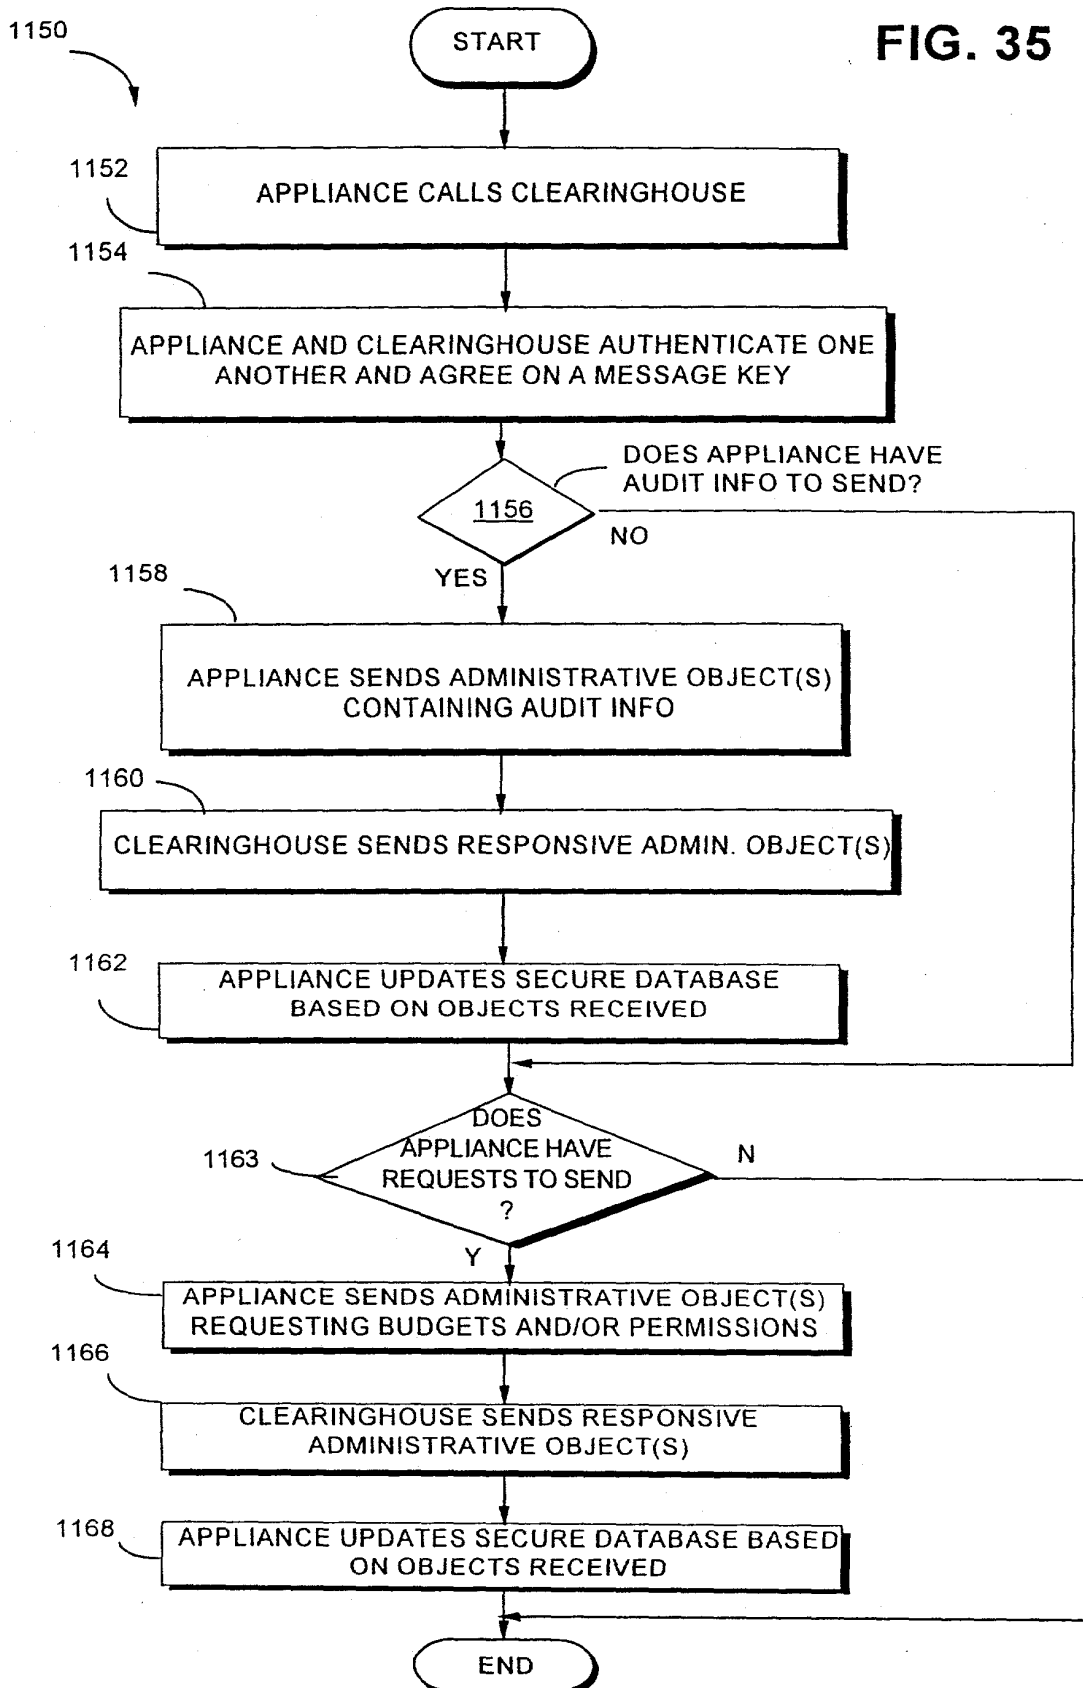 1150
START
FIG. 35
1152
APPLIANCE CALLS CLEARINGHOUSE
1154
APPLIANCE AND CLEARINGHOUSE AUTHENTICATE ONE
ANOTHER AND AGREE ON A MESSAGE KEY
DOES APPLIANCE HAVE
AUDIT INFO TO SEND?
1156
NO
YES
1158
APPLIANCE SENDS ADMINISTRATIVE OBJECT(S)
CONTAINING AUDIT INFO
1160
CLEARINGHOUSE SENDS RESPONSIVE ADMIN. OBJECT(S)
1162
APPLIANCE UPDATES SECURE DATABASE
BASED ON OBJECTS RECEIVED
DOES
APPLIANCE HAVE
REQUESTS TO SEND
?
1163
N
Y
1164
APPLIANCE SENDS ADMINISTRATIVE OBJECT(S)
REQUESTING BUDGETS AND/OR PERMISSIONS
1166
CLEARINGHOUSE SENDS RESPONSIVE
ADMINISTRATIVE OBJECT(S)
1168
APPLIANCE UPDATES SECURE DATABASE BASED
ON OBJECTS RECEIVED
END